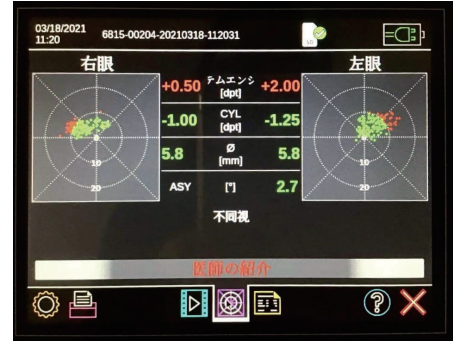 03/18/2021
11:20
6815-00204-20210318-112031
右眼
左眼
+0.50 テムエンシ [dpt] +2.00
-1.00 CYL [dpt] -1.25
5.8 Ø [mm] 5.8
ASY [°] 2.7
10
20
10
20
不同視
医師の紹介
?